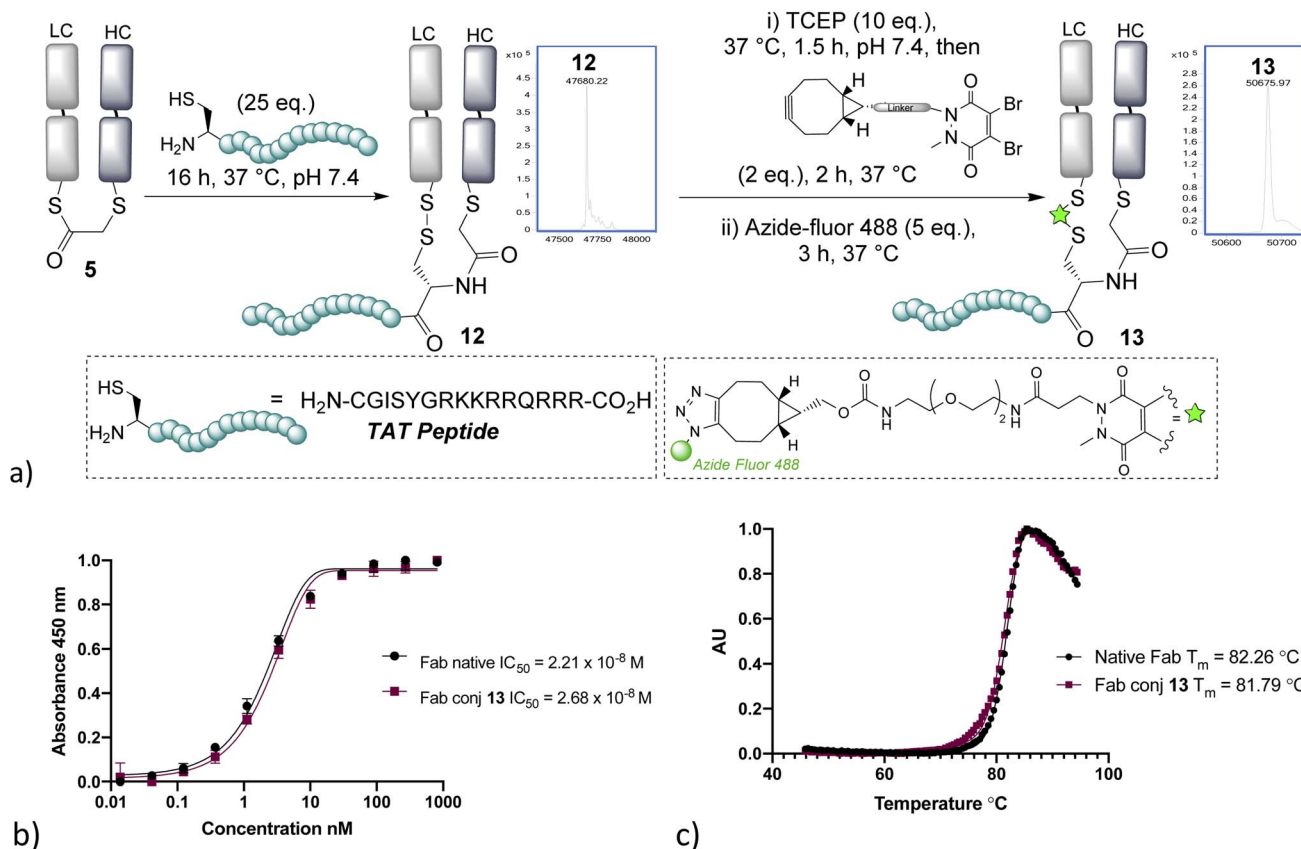 LC HC
HS
(25 eq.)
H₂N
16 h, 37 °C, pH 7.4
S S
O
5
LC HC
S S
S
O
NH
O
12
×10⁵
12
47680.22
4
3.5
3
2.5
2
1.5
1
0.5
0
47500 47750 48000
i) TCEP (10 eq.),
37 °C, 1.5 h, pH 7.4, then
H
H
Linker
O
N
N
O
Br
Br
(2 eq.), 2 h, 37 °C
ii) Azide-fluor 488 (5 eq.),
3 h, 37 °C
LC HC
S S
S
O
NH
O
13
×10⁵
13
50675.97
2.8
2.6
2.4
2.2
2
1.8
1.6
1.4
1.2
1
0.8
0.6
0.4
0.2
0
50600 50700
HS
H₂N
= H₂N-CGISYGRKKRRQRRR-CO₂H
TAT Peptide
N N N H H O O N H O 2 N H O N N O O =
Azide Fluor 488
a)
Absorbance 450 nm
1.0
0.8
0.6
0.4
0.2
0.0
0.01 0.1 1 10 100 1000
Concentration nM
Fab native IC₅₀ = 2.21 x 10⁻⁸ M
Fab conj 13 IC₅₀ = 2.68 x 10⁻⁸ M
b)
AU
1.0
0.8
0.6
0.4
0.2
0.0
40 60 80 100
Temperature °C
Native Fab Tₘ = 82.26 °C
Fab conj 13 Tₘ = 81.79 °C
c)